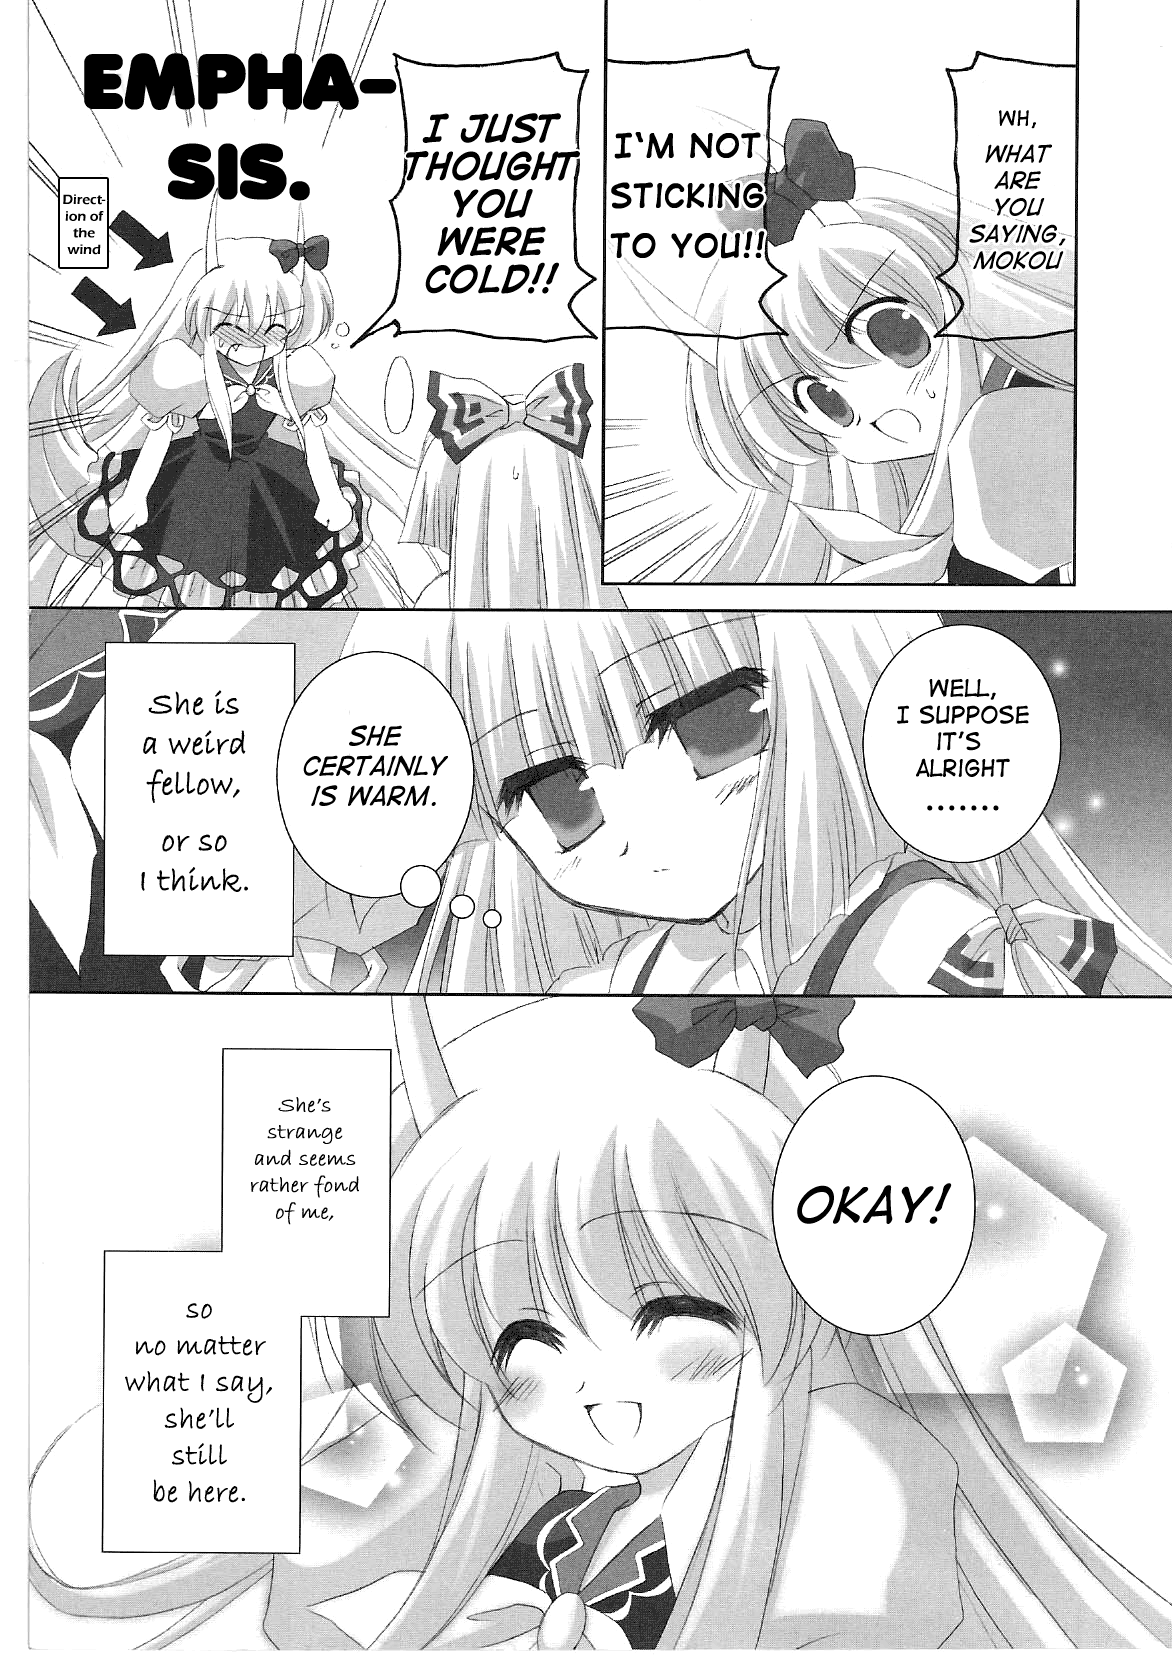 WH,
WHAT
ARE
YOU
SAYING,
MOKOU
I'M NOT
STICKING
TO YOU!!
I JUST
THOUGHT
YOU
WERE
COLD!!
EMPHA-
SIS.
Direct-
ion of
the
wind
WELL,
I SUPPOSE
IT'S
ALRIGHT
.......
SHE
CERTAINLY
IS WARM.
She is
a weird
fellow,
or so
I think.
OKAY!
She's
strange
and seems
rather fond
of me,
so
no matter
what I say,
she'll
still
be here.